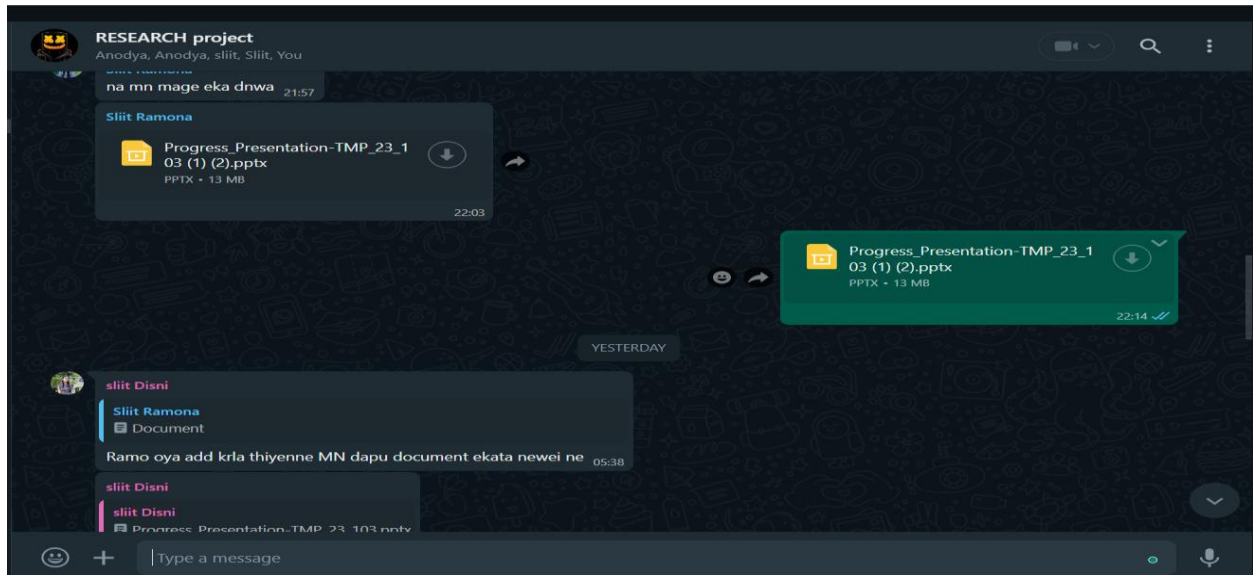 RESEARCH project
Anodya, Anodya, sliit, Sliit, You
Sliit Ramona
na mn mage eka dnwa 21:57
Sliit Ramona
Progress_Presentation-TMP_23_1
03 (1) (2).pptx
PPTX • 13 MB
22:03
Progress_Presentation-TMP_23_1
03 (1) (2).pptx
PPTX • 13 MB
22:14
YESTERDAY
sliit Disni
Sliit Ramona
Document
Ramo oya add krla thiyenne MN dapu document ekata newei ne 05:38
sliit Disni
sliit Disni
Progress_Presentation-TMP_23_103.pptx
Type a message